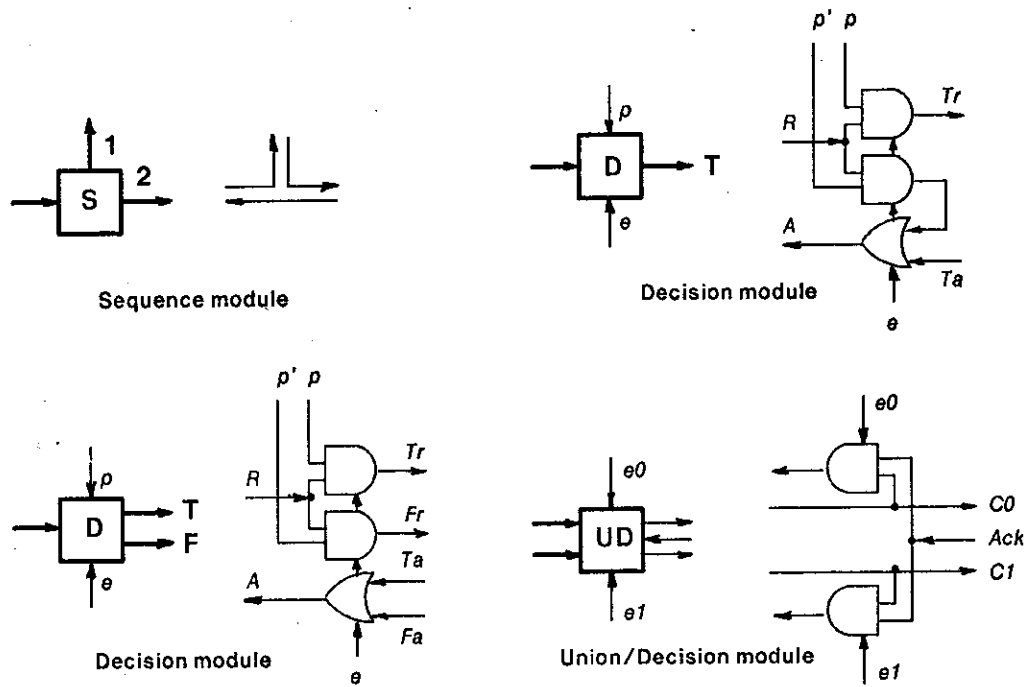 1
2
S
Sequence module
p
D
T
e
p' p
R
Tr
A
Ta
e
Decision module
p
D
T
F
e
p' p
R
Tr
Fr
Ta
A
Fa
e
Decision module
e0
UD
e1
e0
C0
Ack
C1
e1
Union/Decision module